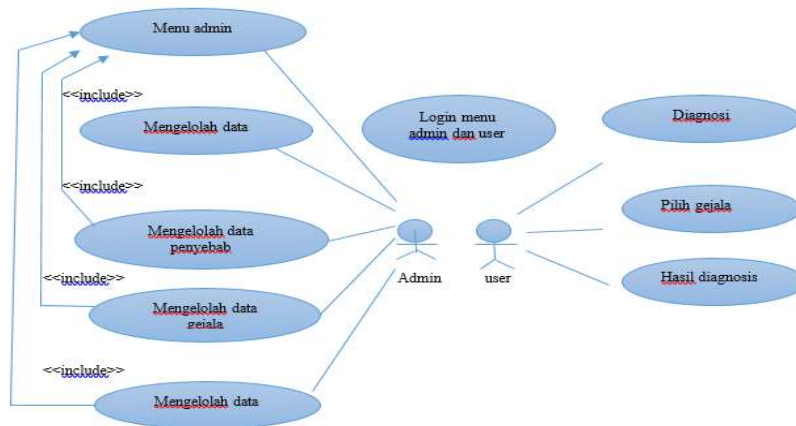 Menu admin
<<include>>
Mengelolah data
<<include>>
Mengelolah data
penyebab
<<include>>
Mengelolah data
gejala
<<include>>
Mengelolah data
Login menu
admin dan user
Admin
user
Diagnosi
Pilih gejala
Hasil diagnosis